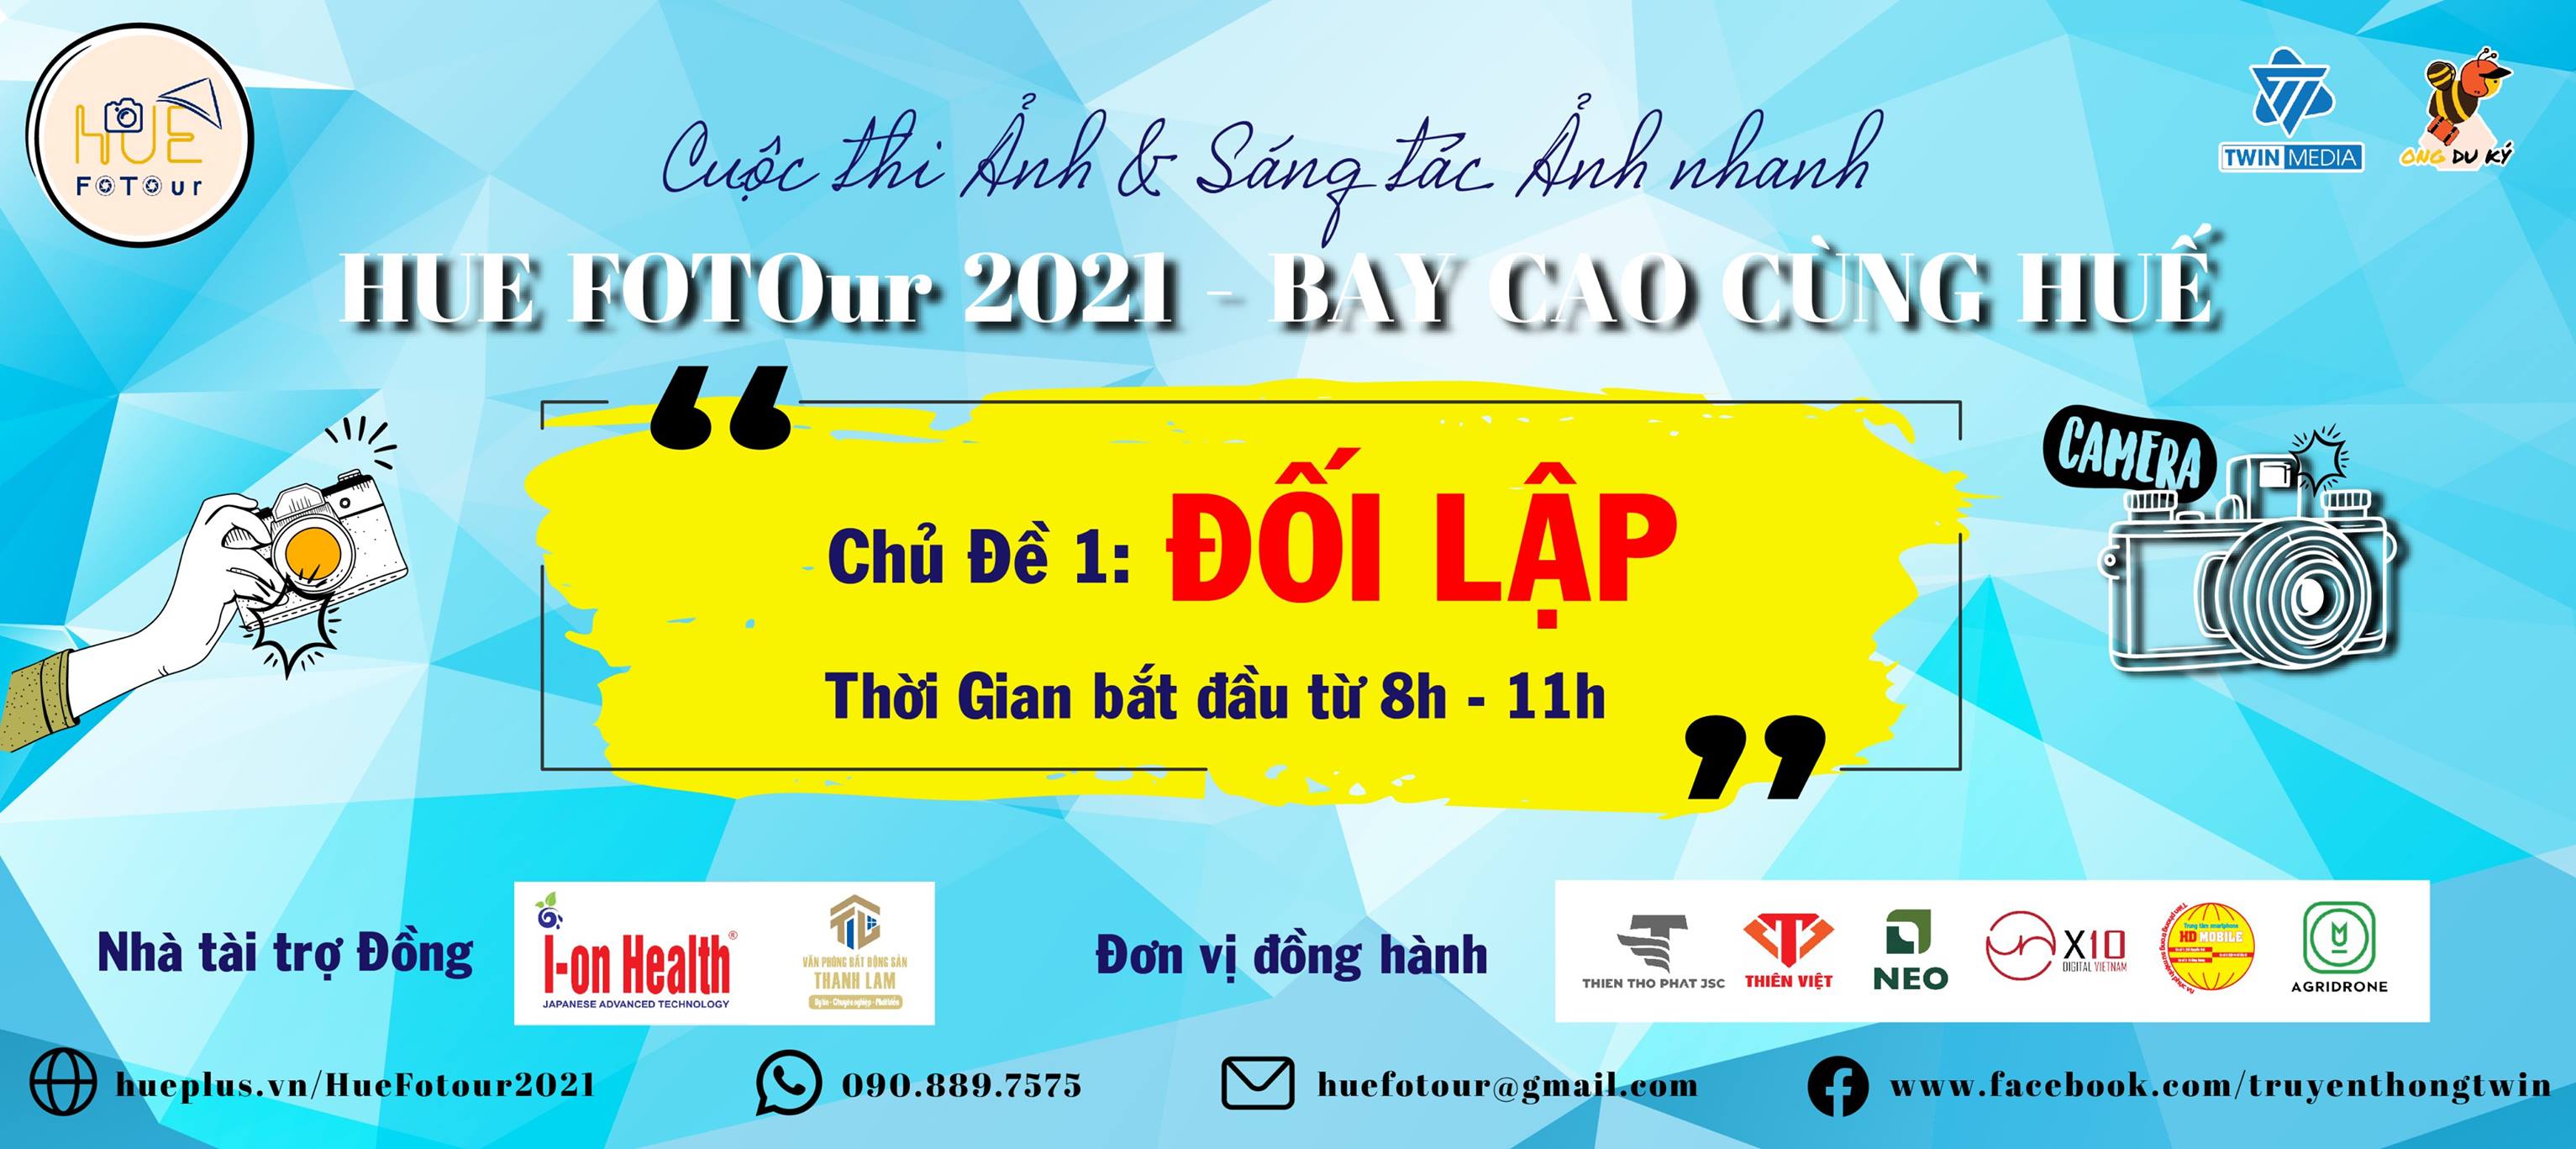 HUE
FOTOur
TWIN MEDIA
ONG DU KÝ
Cuộc thi Ảnh & Sáng tác Ảnh nhanh
HUE FOTOur 2021 - BAY CAO CÙNG HUẾ
“
CAMERA
Chủ Đề 1: ĐỐI LẬP
Thời Gian bắt đầu từ 8h - 11h
”
Nhà tài trợ Đồng
I-on Health®
JAPANESE ADVANCED TECHNOLOGY
VĂN PHÒNG BẤT ĐỘNG SẢN
THANH LAM
Đơn vị đồng hành
THIEN THO PHAT JSC
THIÊN VIỆT
NEO
X10
DIGITAL VIETNAM
Trung tâm smartphone
HD MOBILE
AGRIDRONE
hueplus.vn/HueFotour2021
090.889.7575
huefotour@gmail.com
www.facebook.com/truyenthongtwin